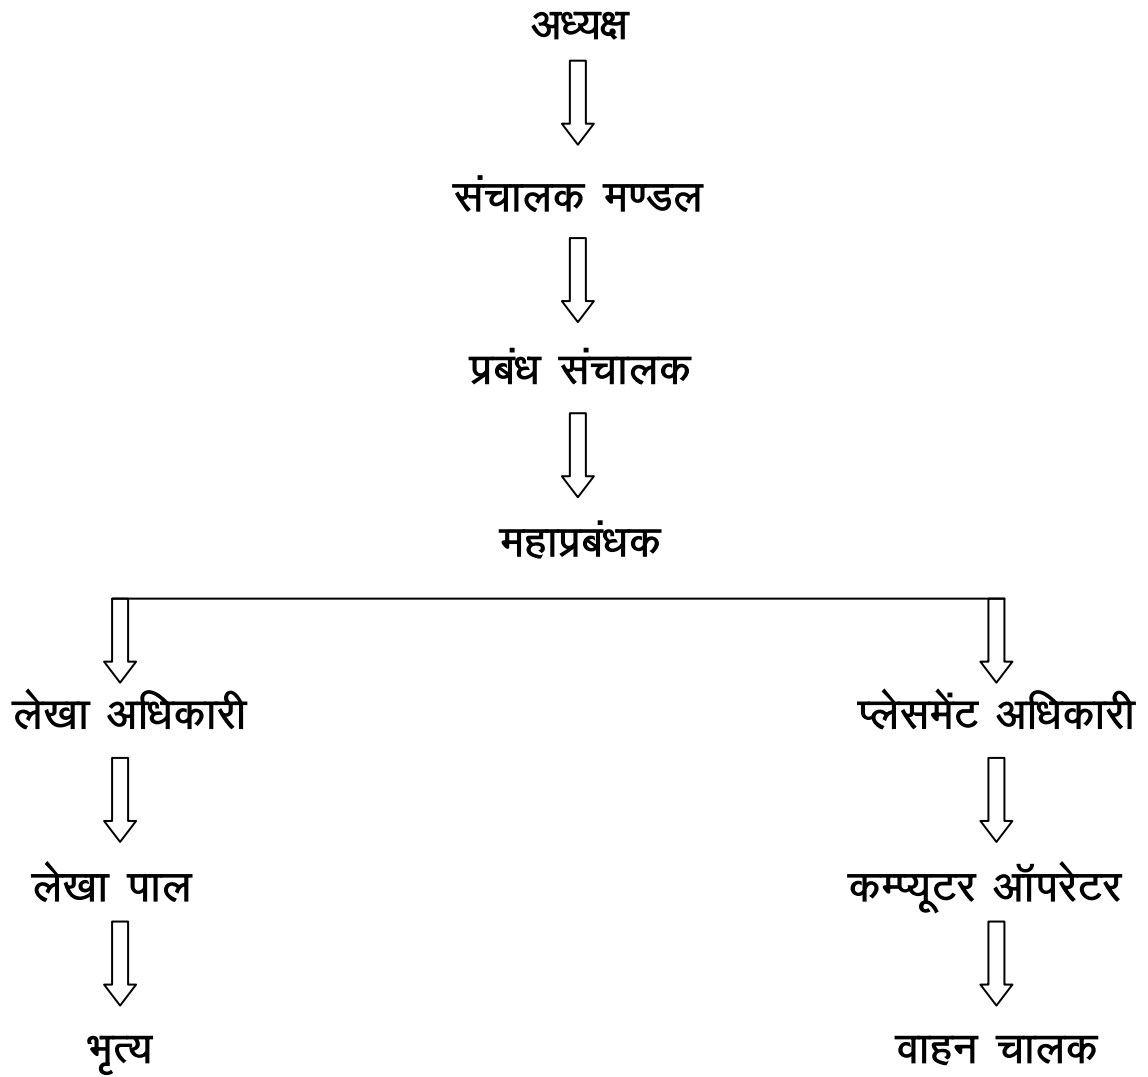 अध्यक्ष
संचालक मण्डल
प्रबंध संचालक
महाप्रबंधक
लेखा अधिकारी
प्लेसमेंट अधिकारी
लेखा पाल
कम्प्यूटर ऑपरेटर
भृत्य
वाहन चालक